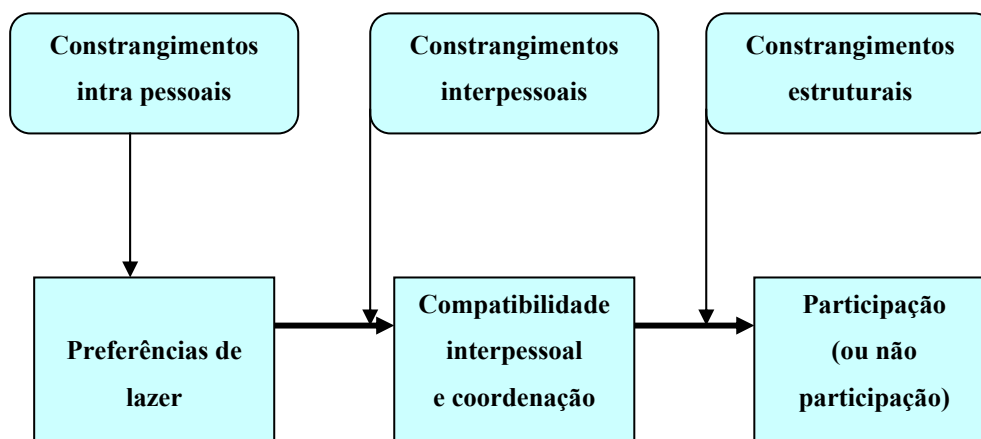 Constrangimentos
intra pessoais
Constrangimentos
interpessoais
Constrangimentos
estruturais
Preferências de
lazer
Compatibilidade
interpessoal
e coordenação
Participação
(ou não
participação)